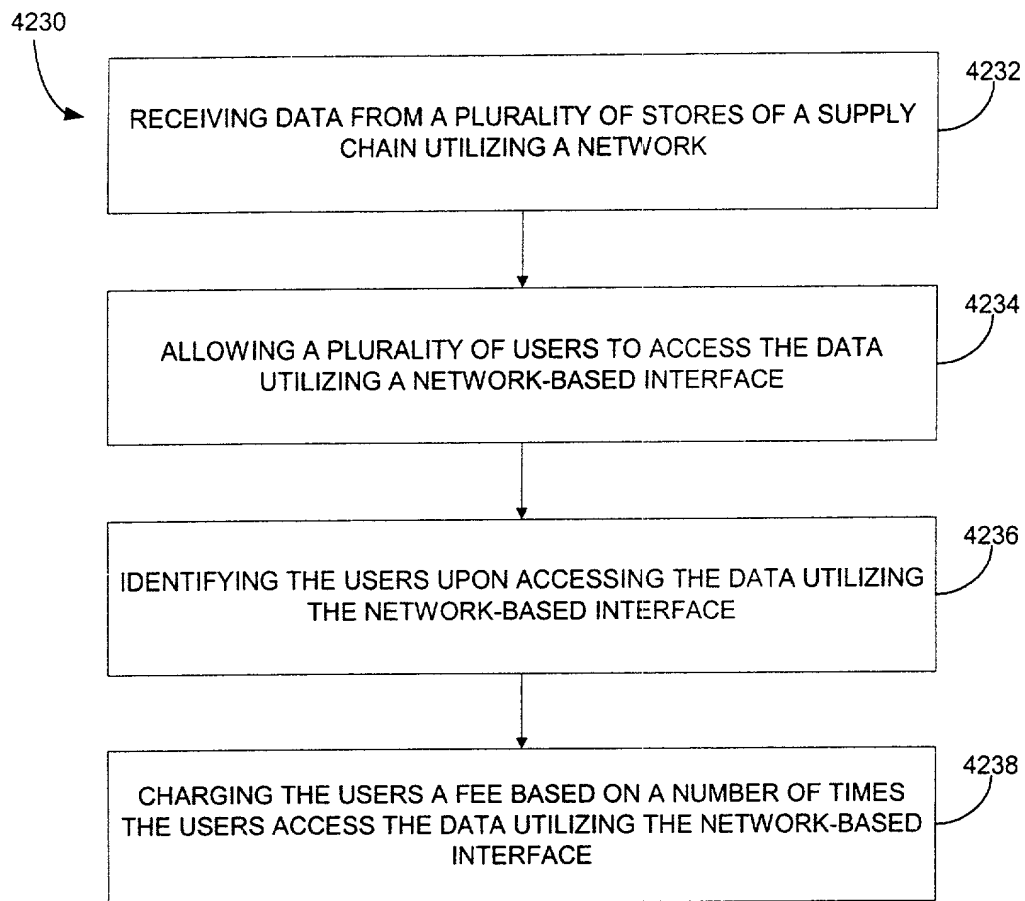 4230
4232
RECEIVING DATA FROM A PLURALITY OF STORES OF A SUPPLY
CHAIN UTILIZING A NETWORK
4234
ALLOWING A PLURALITY OF USERS TO ACCESS THE DATA
UTILIZING A NETWORK-BASED INTERFACE
4236
IDENTIFYING THE USERS UPON ACCESSING THE DATA UTILIZING
THE NETWORK-BASED INTERFACE
4238
CHARGING THE USERS A FEE BASED ON A NUMBER OF TIMES
THE USERS ACCESS THE DATA UTILIZING THE NETWORK-BASED
INTERFACE